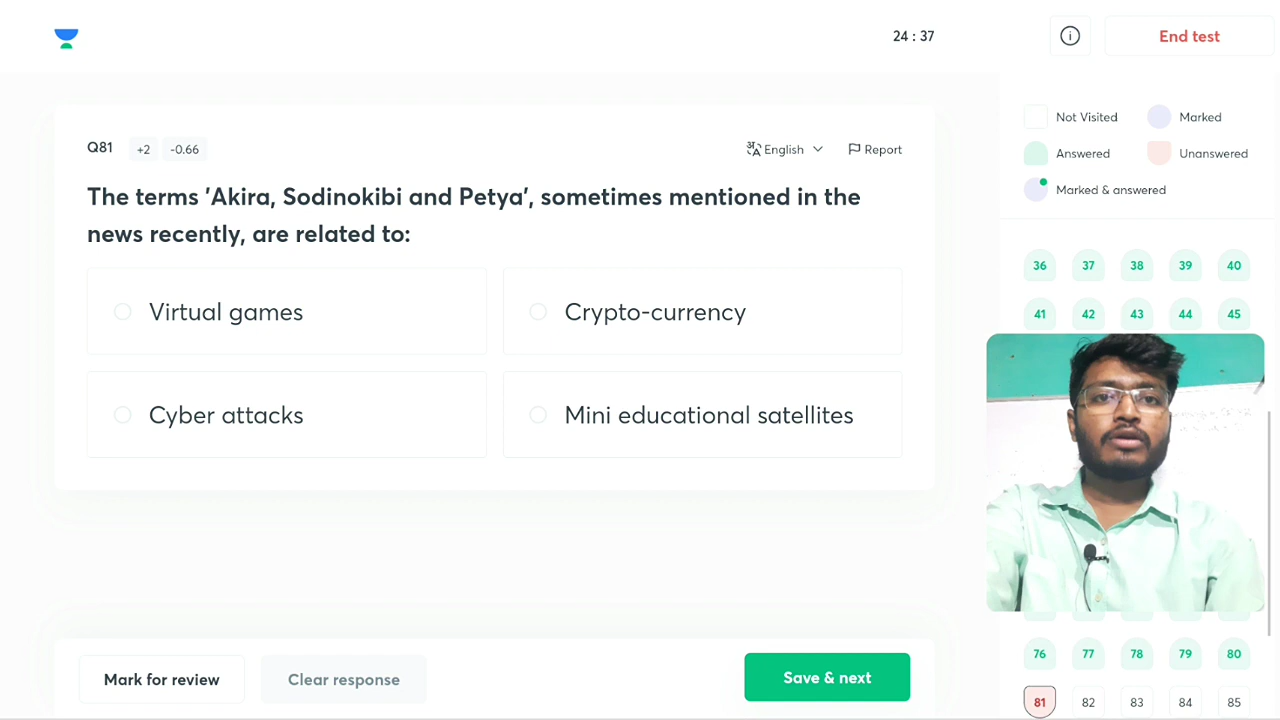 24 : 37
End test
Q81
+2
-0.66
English
Report
The terms 'Akira, Sodinokibi and Petya', sometimes mentioned in the
news recently, are related to:
Virtual games
Crypto-currency
Cyber attacks
Mini educational satellites
Mark for review
Clear response
Save & next
Not Visited
Marked
Answered
Unanswered
Marked & answered
36 37 38 39 40
41 42 43 44 45
76 77 78 79 80
81 82 83 84 85